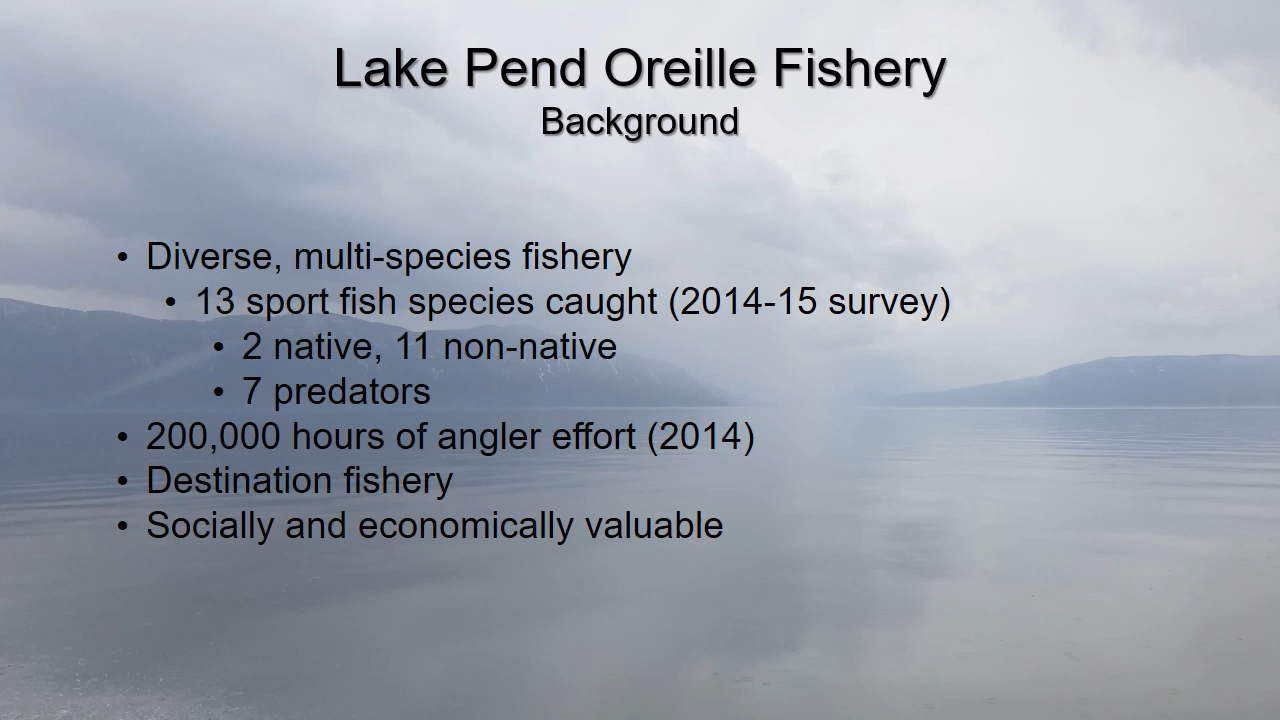 Lake Pend Oreille Fishery
Background
• Diverse, multi-species fishery
• 13 sport fish species caught (2014-15 survey)
• 2 native, 11 non-native
• 7 predators
• 200,000 hours of angler effort (2014)
• Destination fishery
• Socially and economically valuable